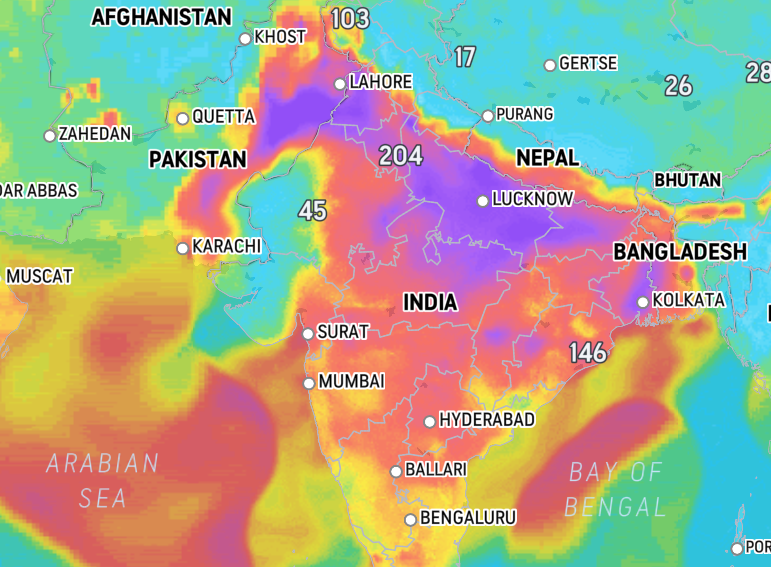 AFGHANISTAN
103
KHOST
17
GERTSE
LAHORE
26
28
QUETTA
PURANG
ZAHEDAN
PAKISTAN
204
NEPAL
BHUTAN
DAR ABBAS
LUCKNOW
45
KARACHI
BANGLADESH
MUSCAT
INDIA
KOLKATA
SURAT
146
MUMBAI
HYDERABAD
ARABIAN
SEA
BALLARI
BAY OF
BENGAL
BENGALURU
POR